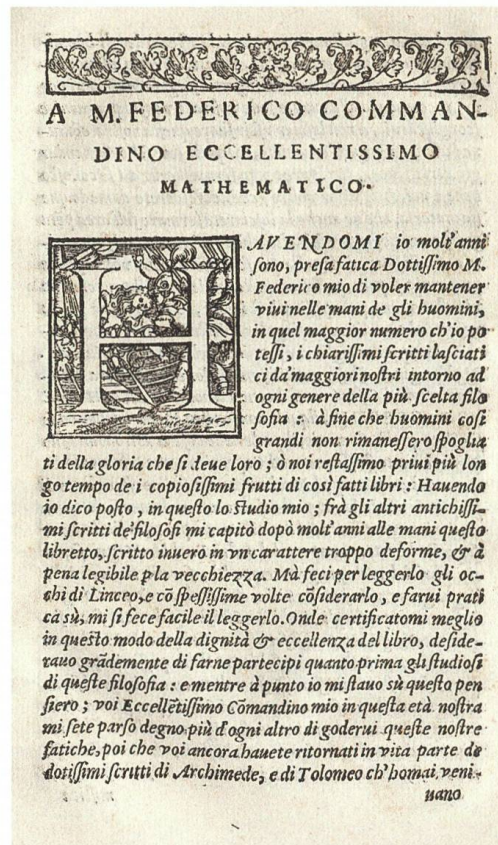 A M. FEDERICO COMMAN-
DINO ECCELLENTISSIMO
MATHEMATICO.
HAVENDOMI io molt'anni
sono, presa fatica Dottissimo M.
Federico mio di voler mantener
viui nelle mani de gli huomini,
in quel maggior numero ch'io po
tessi, i chiarissimi scritti lasciati
ci da' maggiori nostri intorno ad
ogni genere della più scelta filo
sofia : à fine che huomini così
grandi non rimanessero spoglia
ti della gloria che si deue loro ; ò noi restassimo priui più lon
go tempo de i copiosissimi frutti di così fatti libri : Hauendo
io dico posto, in questo lo studio mio ; frà gli altri antichissi-
mi scritti de' filosofi mi capitò dopò molt'anni alle mani questo
libretto, scritto inuero in vn carattere troppo deforme, & à
pena legibile p la vecchiezza. Mà feci per leggerlo gli oc-
chi di Linceo, e cō spessissime volte cōsiderarlo, e farui prati
ca sù, mi si fece facile il leggerlo. Onde certificatomi meglio
in questo modo della dignità & eccellenza del libro, deside-
rauo grādemente di farne partecipi quanto prima gli studiosi
di queste filosofia : e mentre à punto io mi stauo sù questo pen
siero ; voi Eccellētissimo Cōmandino mio in questa età nostra
mi sete parso degno più d'ogni altro di goderui queste nostre
fatiche, poi che voi ancora hauete ritornati in vita parte de
dotissimi scritti di Archimede, e di Tolomeo ch'homai veni-
uano